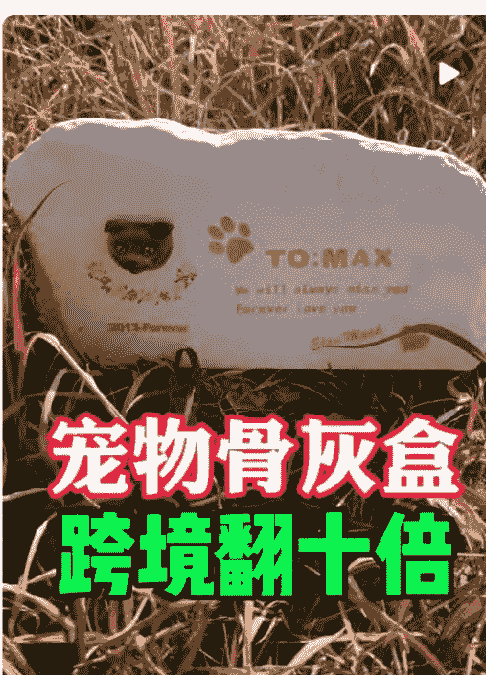 TO:MAX
We will always miss you
Forever love you
2013-Forever
宠物骨灰盒
跨境翻十倍